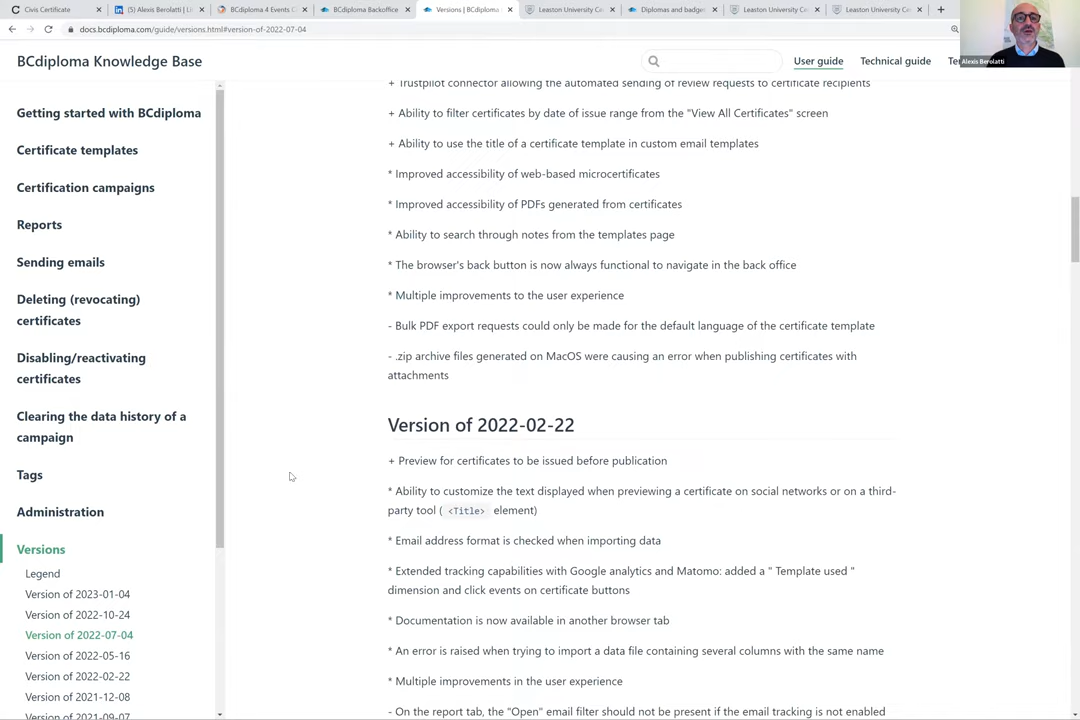 Civis Certificate
(5) Alexis Berolatti | Li
BCdiploma 4 Events C
BCdiploma Backoffice
Versions | BCdiploma
Leaston University Ce
Diplomas and badge
Leaston University Ce
Leaston University Ce
docs.bcdiploma.com/guide/versions.html#version-of-2022-07-04
Alexis Berolatti
BCdiploma Knowledge Base
User guide
Technical guide
Getting started with BCdiploma
Certificate templates
Certification campaigns
Reports
Sending emails
Deleting (revocating)
certificates
Disabling/reactivating
certificates
Clearing the data history of a
campaign
Tags
Administration
Versions
Legend
Version of 2023-01-04
Version of 2022-10-24
Version of 2022-07-04
Version of 2022-05-16
Version of 2022-02-22
Version of 2021-12-08
Version of 2021-09-07
+ Trustpilot connector allowing the automated sending of review requests to certificate recipients
+ Ability to filter certificates by date of issue range from the "View All Certificates" screen
+ Ability to use the title of a certificate template in custom email templates
* Improved accessibility of web-based microcertificates
* Improved accessibility of PDFs generated from certificates
* Ability to search through notes from the templates page
* The browser's back button is now always functional to navigate in the back office
* Multiple improvements to the user experience
- Bulk PDF export requests could only be made for the default language of the certificate template
- .zip archive files generated on MacOS were causing an error when publishing certificates with
attachments
Version of 2022-02-22
+ Preview for certificates to be issued before publication
* Ability to customize the text displayed when previewing a certificate on social networks or on a third-
party tool ( <Title> element)
* Email address format is checked when importing data
* Extended tracking capabilities with Google analytics and Matomo: added a " Template used "
dimension and click events on certificate buttons
* Documentation is now available in another browser tab
* An error is raised when trying to import a data file containing several columns with the same name
* Multiple improvements in the user experience
- On the report tab, the "Open" email filter should not be present if the email tracking is not enabled